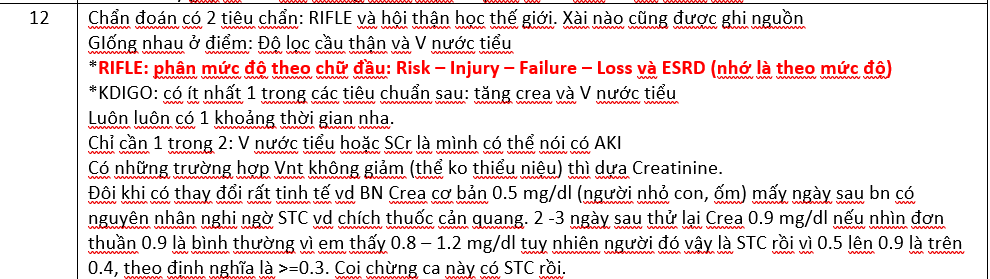 12
Chẩn đoán có 2 tiêu chẩn: RIFLE và hội thận học thế giới. Xài nào cũng được ghi nguồn
GIống nhau ở điểm: Độ lọc cầu thận và V nước tiểu
*RIFLE: phân mức độ theo chữ đầu: Risk – Injury – Failure – Loss và ESRD (nhớ là theo mức độ)
*KDIGO: có ít nhất 1 trong các tiêu chuẩn sau: tăng crea và V nước tiểu
Luôn luôn có 1 khoảng thời gian nha.
Chỉ cần 1 trong 2: V nước tiểu hoặc SCr là mình có thể nói có AKI
Có những trường hợp Vnt không giảm (thể ko thiểu niệu) thì dựa Creatinine.
Đôi khi có thay đổi rất tinh tế vd BN Crea cơ bản 0.5 mg/dl (người nhỏ con, ốm) mấy ngày sau bn có
nguyên nhân nghi ngờ STC vd chích thuốc cản quang. 2 -3 ngày sau thử lại Crea 0.9 mg/dl nếu nhìn đơn
thuần 0.9 là bình thường vì em thấy 0.8 – 1.2 mg/dl tuy nhiên người đó vậy là STC rồi vì 0.5 lên 0.9 là trên
0.4, theo định nghĩa là >=0.3. Coi chừng ca này có STC rồi.